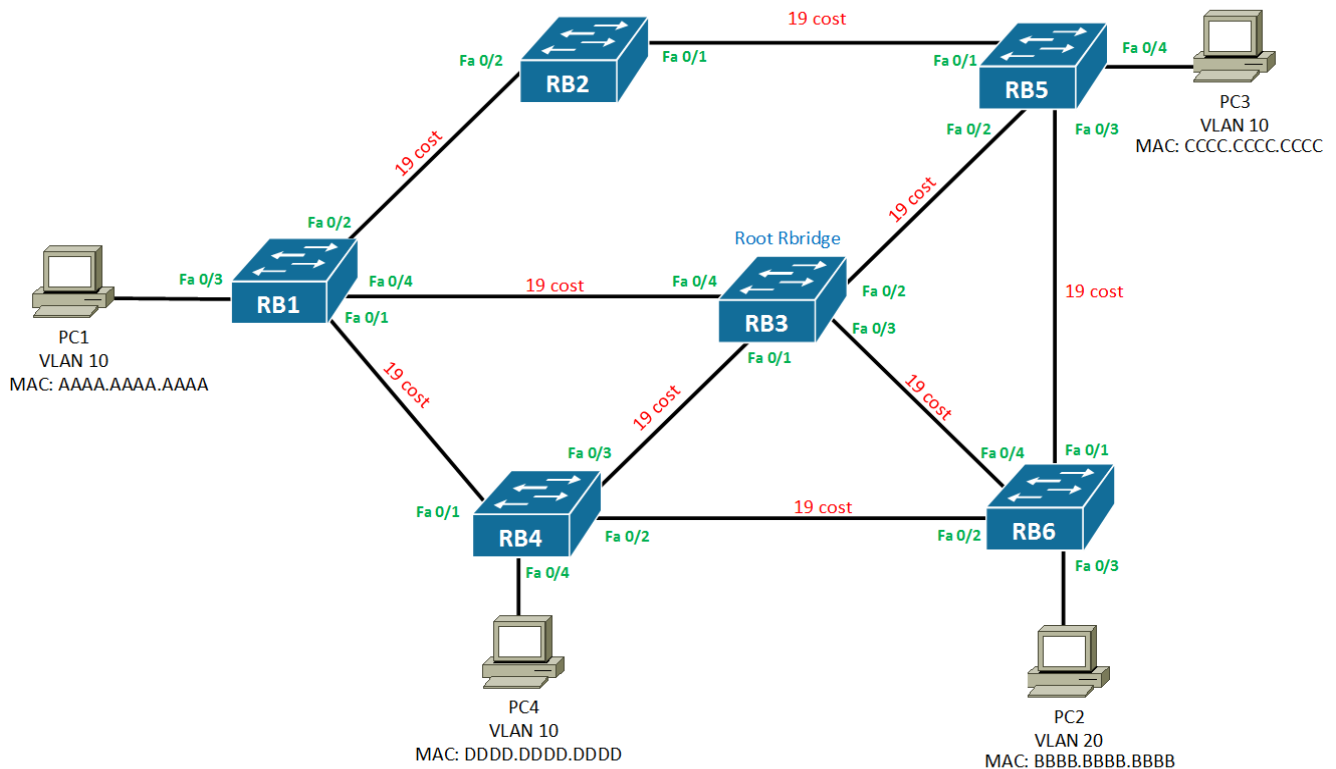 19 cost
Fa 0/2
RB2
Fa 0/1
Fa 0/1
RB5
Fa 0/4
PC3
VLAN 10
MAC: CCCC.CCCC.CCCC
Fa 0/2
Fa 0/3
19 cost
19 cost
Fa 0/2
Root Rbridge
Fa 0/3
RB1
Fa 0/4
Fa 0/1
19 cost
Fa 0/4
RB3
Fa 0/2
Fa 0/3
Fa 0/1
19 cost
PC1
VLAN 10
MAC: AAAA.AAAA.AAAA
19 cost
19 cost
19 cost
Fa 0/3
Fa 0/4
Fa 0/1
Fa 0/1
RB4
Fa 0/2
19 cost
Fa 0/2
RB6
Fa 0/4
Fa 0/3
PC4
VLAN 10
MAC: DDDD.DDDD.DDDD
PC2
VLAN 20
MAC: BBBB.BBBB.BBBB